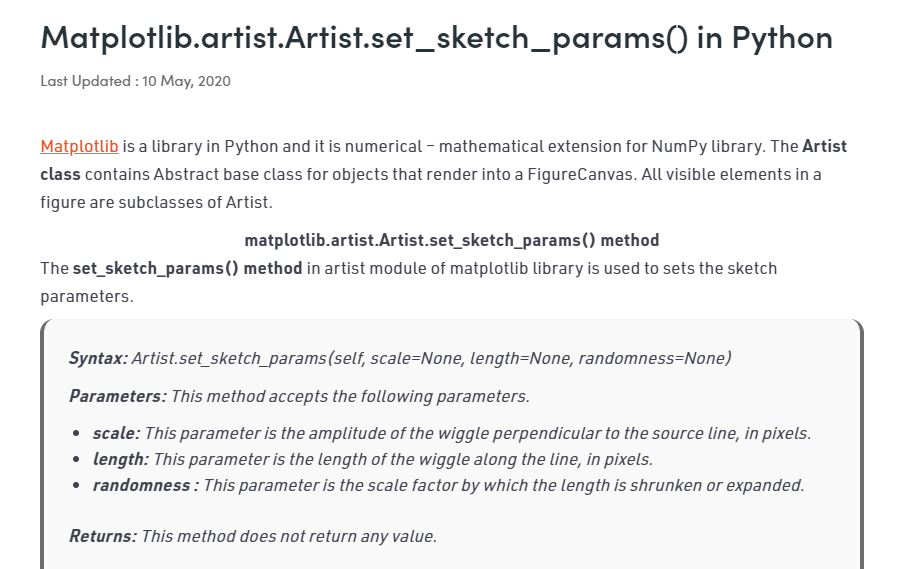 Matplotlib.artist.Artist.set_sketch_params() in Python
Last Updated : 10 May, 2020
Matplotlib is a library in Python and it is numerical – mathematical extension for NumPy library. The Artist
class contains Abstract base class for objects that render into a FigureCanvas. All visible elements in a
figure are subclasses of Artist.
matplotlib.artist.Artist.set_sketch_params() method
The set_sketch_params() method in artist module of matplotlib library is used to sets the sketch
parameters.
Syntax: Artist.set_sketch_params(self, scale=None, length=None, randomness=None)
Parameters: This method accepts the following parameters.
• scale: This parameter is the amplitude of the wiggle perpendicular to the source line, in pixels.
• length: This parameter is the length of the wiggle along the line, in pixels.
• randomness : This parameter is the scale factor by which the length is shrunken or expanded.
Returns: This method does not return any value.